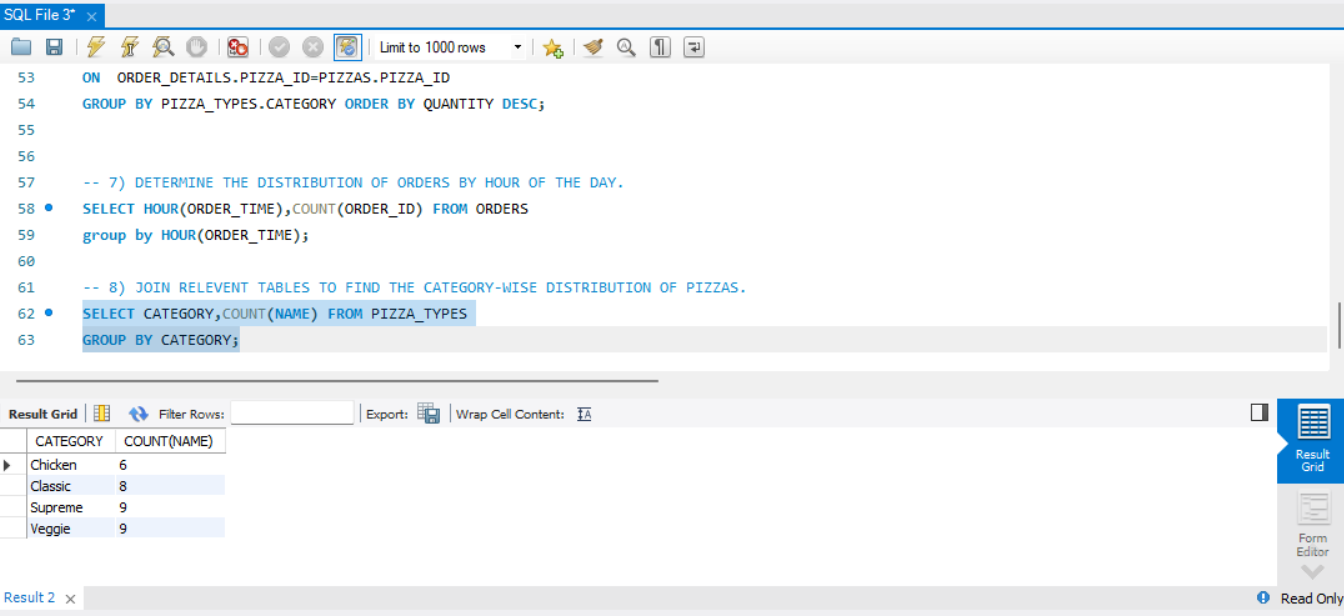 SQL File 3*
Limit to 1000 rows
53 ON ORDER_DETAILS.PIZZA_ID=PIZZAS.PIZZA_ID
54 GROUP BY PIZZA_TYPES.CATEGORY ORDER BY QUANTITY DESC;
55
56
57 -- 7) DETERMINE THE DISTRIBUTION OF ORDERS BY HOUR OF THE DAY.
58 SELECT HOUR(ORDER_TIME),COUNT(ORDER_ID) FROM ORDERS
59 group by HOUR(ORDER_TIME);
60
61 -- 8) JOIN RELEVENT TABLES TO FIND THE CATEGORY-WISE DISTRIBUTION OF PIZZAS.
62 SELECT CATEGORY,COUNT(NAME) FROM PIZZA_TYPES
63 GROUP BY CATEGORY;
Result Grid Filter Rows: Export: Wrap Cell Content:
CATEGORY COUNT(NAME)
Chicken 6
Classic 8
Supreme 9
Veggie 9
Result
Grid
Form
Editor
Result 2
Read Only